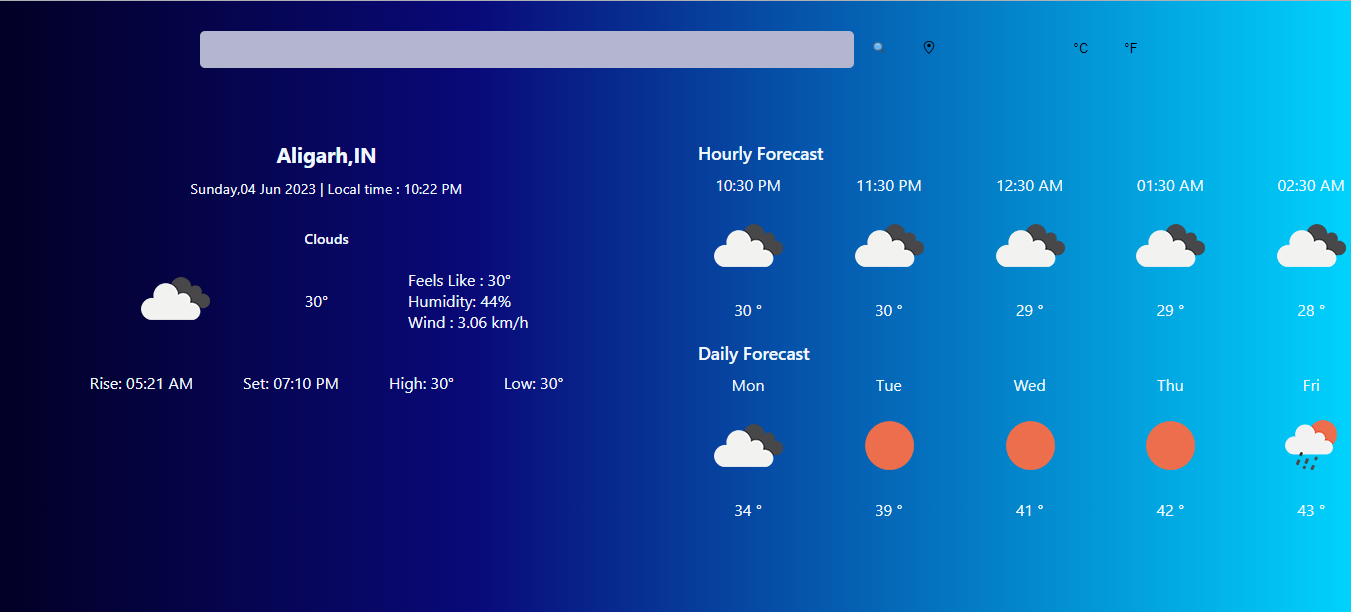 °C °F
Aligarh,IN
Sunday,04 Jun 2023 | Local time : 10:22 PM
Clouds
30°
Feels Like : 30°
Humidity: 44%
Wind : 3.06 km/h
Rise: 05:21 AM Set: 07:10 PM High: 30° Low: 30°
Hourly Forecast
10:30 PM 11:30 PM 12:30 AM 01:30 AM 02:30 AM
30 ° 30 ° 29 ° 29 ° 28 °
Daily Forecast
Mon Tue Wed Thu Fri
34 ° 39 ° 41 ° 42 ° 43 °